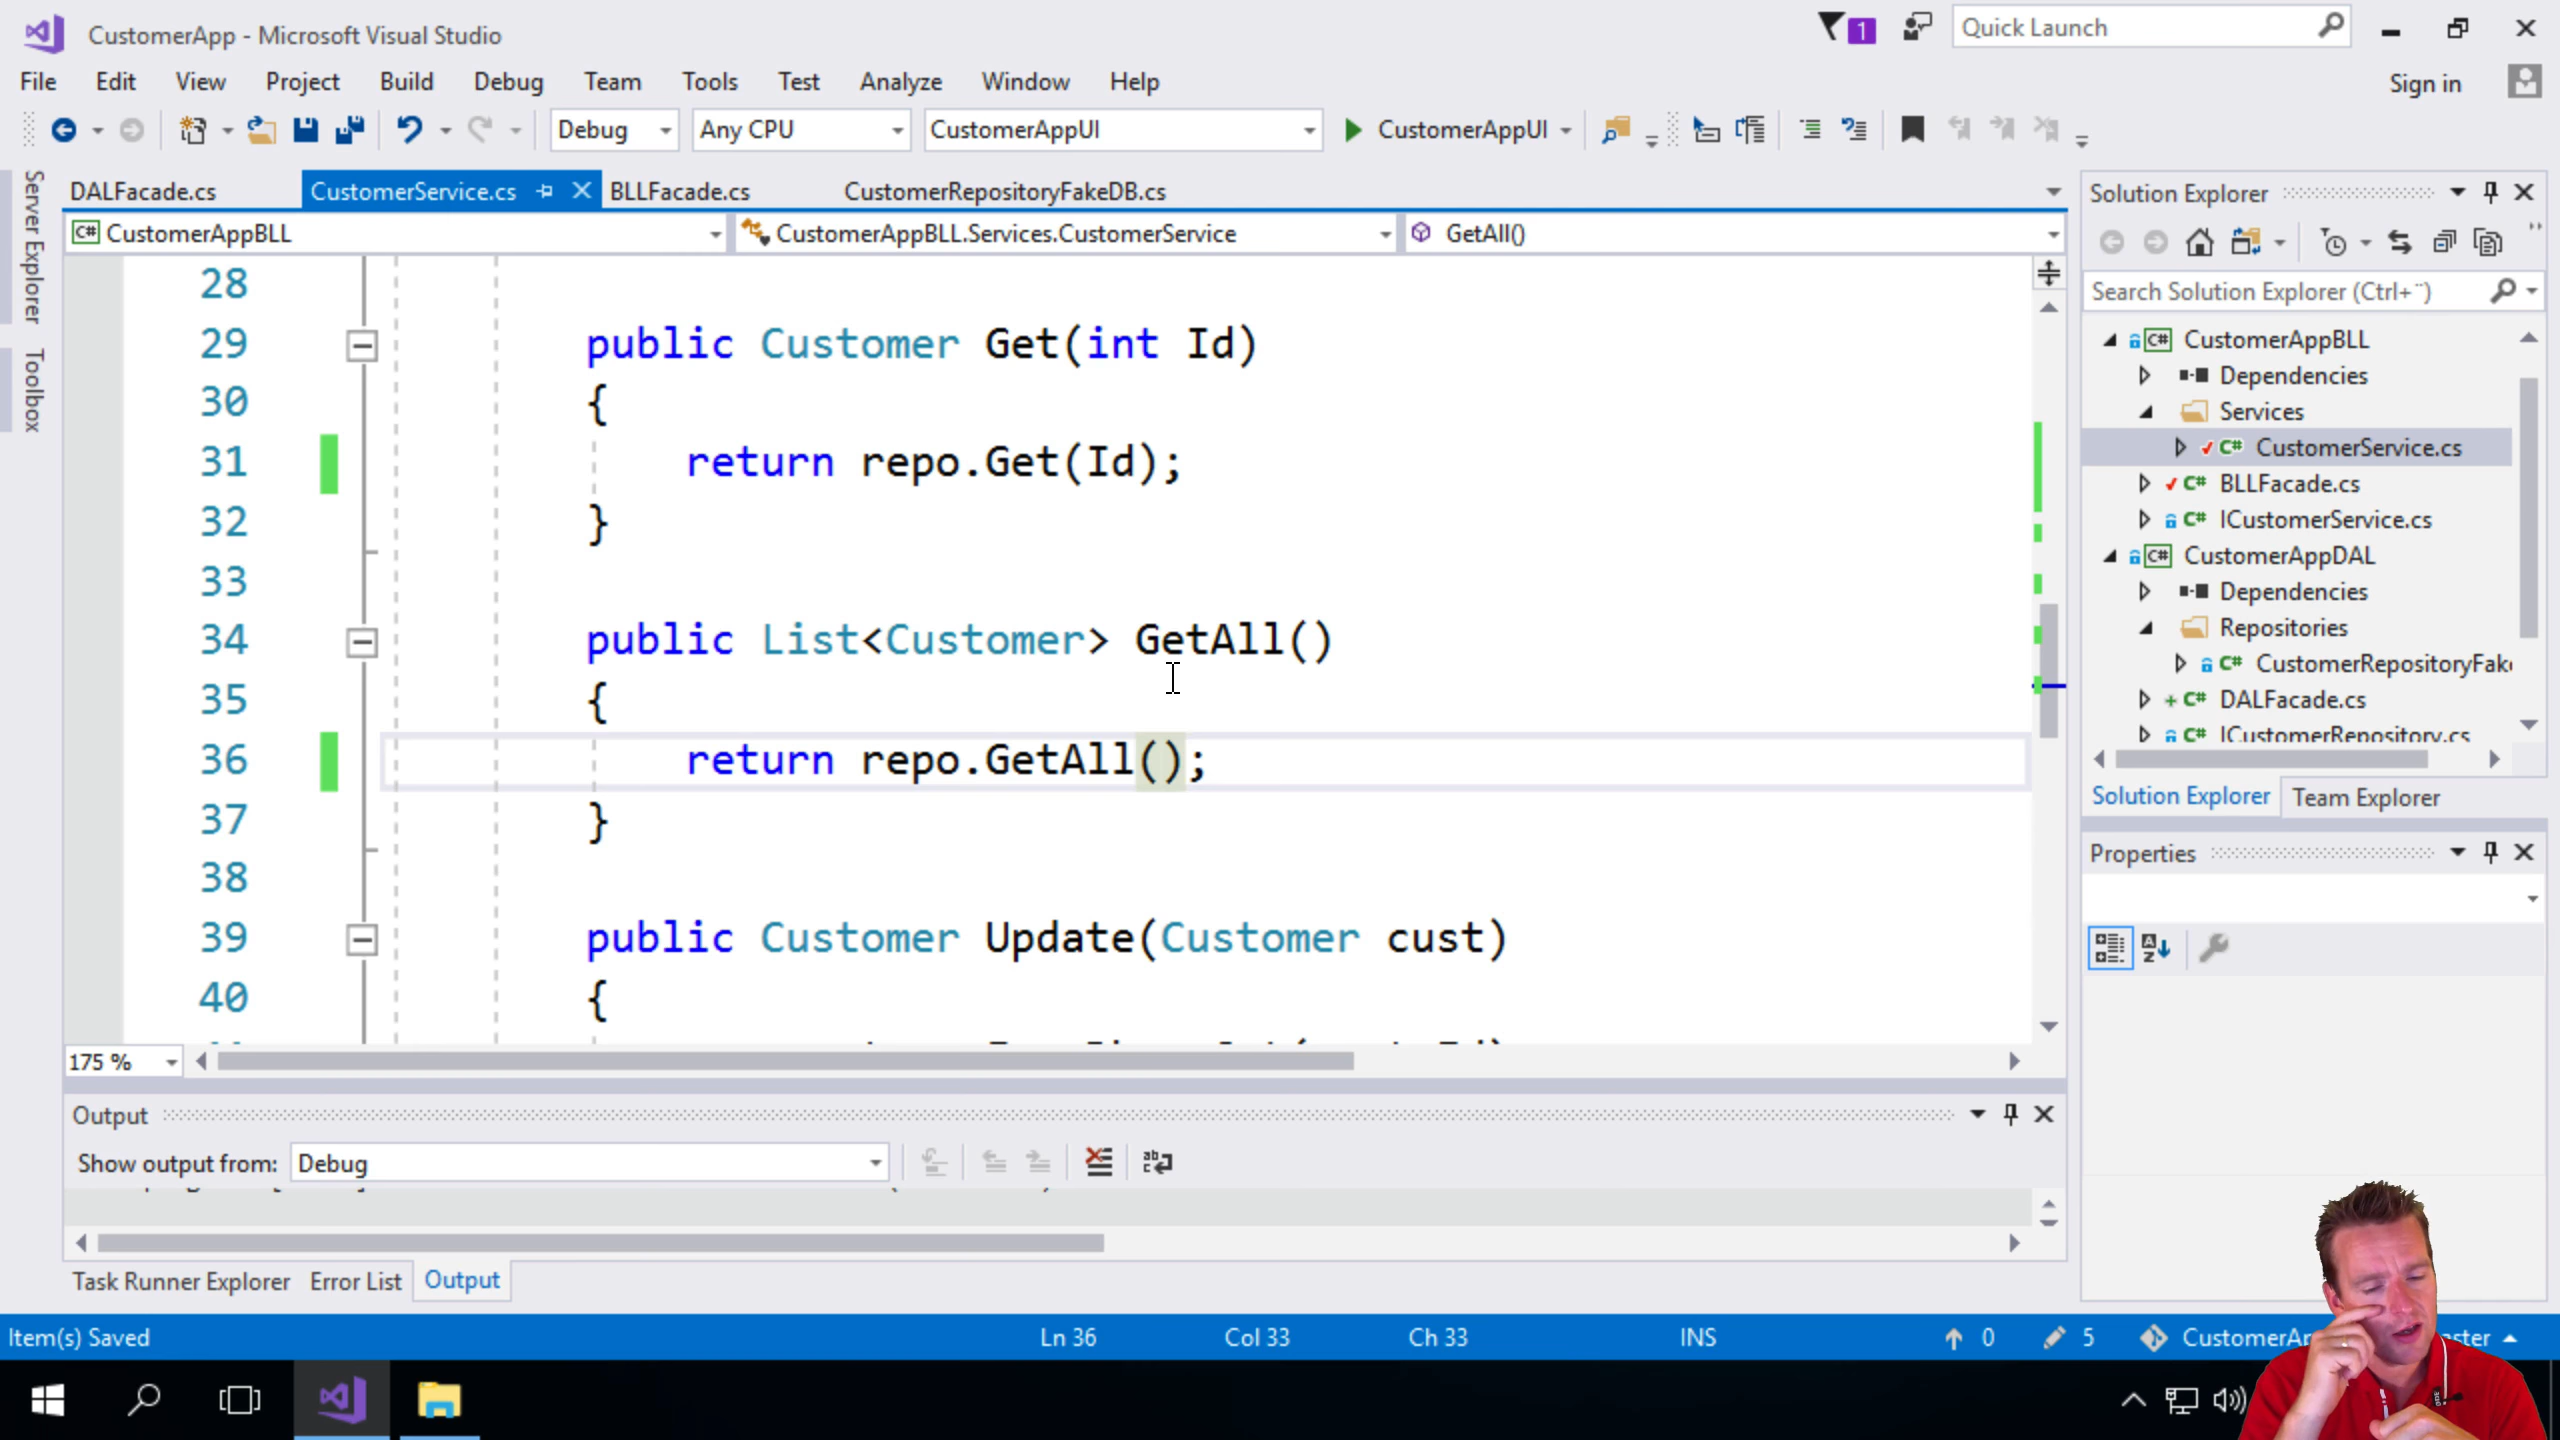 CustomerApp - Microsoft Visual Studio
1
Quick Launch
File Edit View Project Build Debug Team Tools Test Analyze Window Help
Sign in
Debug
Any CPU
CustomerAppUI
CustomerAppUI
Server Explorer
Toolbox
DALFacade.cs
CustomerService.cs
BLLFacade.cs
CustomerRepositoryFakeDB.cs
C# CustomerAppBLL
CustomerAppBLL.Services.CustomerService
GetAll()
28
29 public Customer Get(int Id)
30 {
31 return repo.Get(Id);
32 }
33
34 public List<Customer> GetAll()
35 {
36 return repo.GetAll();
37 }
38
39 public Customer Update(Customer cust)
40 {
175 %
Output
Show output from: Debug
Task Runner Explorer Error List Output
Solution Explorer
Search Solution Explorer (Ctrl+¨)
C# CustomerAppBLL
Dependencies
Services
C# CustomerService.cs
C# BLLFacade.cs
C# ICustomerService.cs
C# CustomerAppDAL
Dependencies
Repositories
C# CustomerRepositoryFak
C# DALFacade.cs
C# ICustomerRepository.cs
Solution Explorer Team Explorer
Properties
Item(s) Saved
Ln 36
Col 33
Ch 33
INS
0
5
CustomerAp